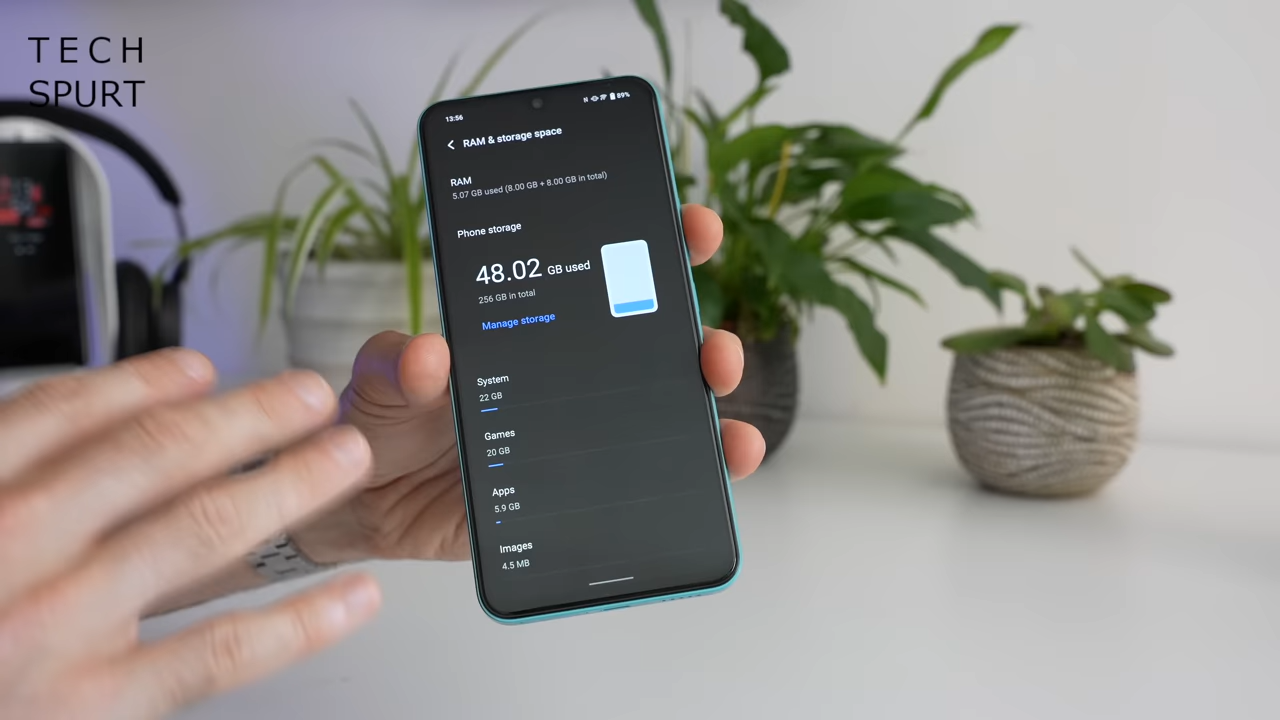 TECH
SPURT
13:56
89%
RAM & storage space
RAM
5.07 GB used (8.00 GB + 8.00 GB in total)
Phone storage
48.02 GB used
256 GB in total
Manage storage
System
22 GB
Games
20 GB
Apps
5.9 GB
Images
4.5 MB